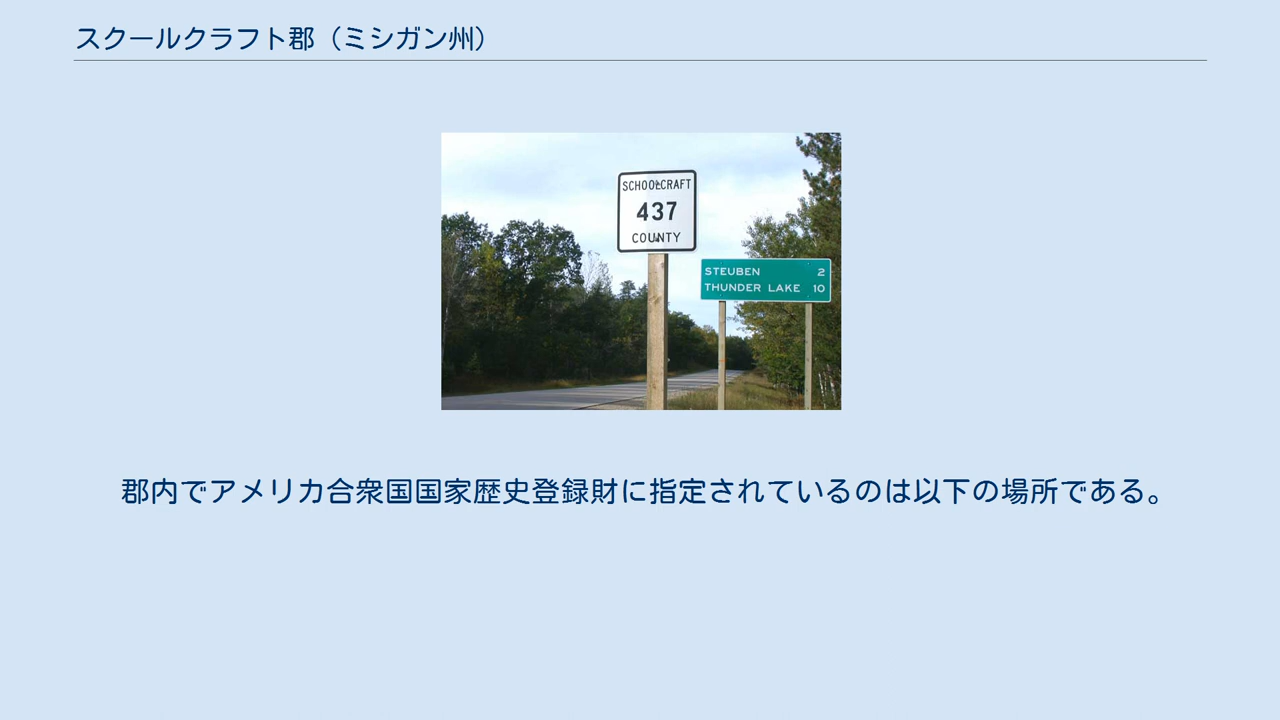 スクールクラフト郡（ミシガン州）
SCHOOLCRAFT
437
COUNTY
STEUBEN 2
THUNDER LAKE 10
郡内でアメリカ合衆国国家歴史登録財に指定されているのは以下の場所である。